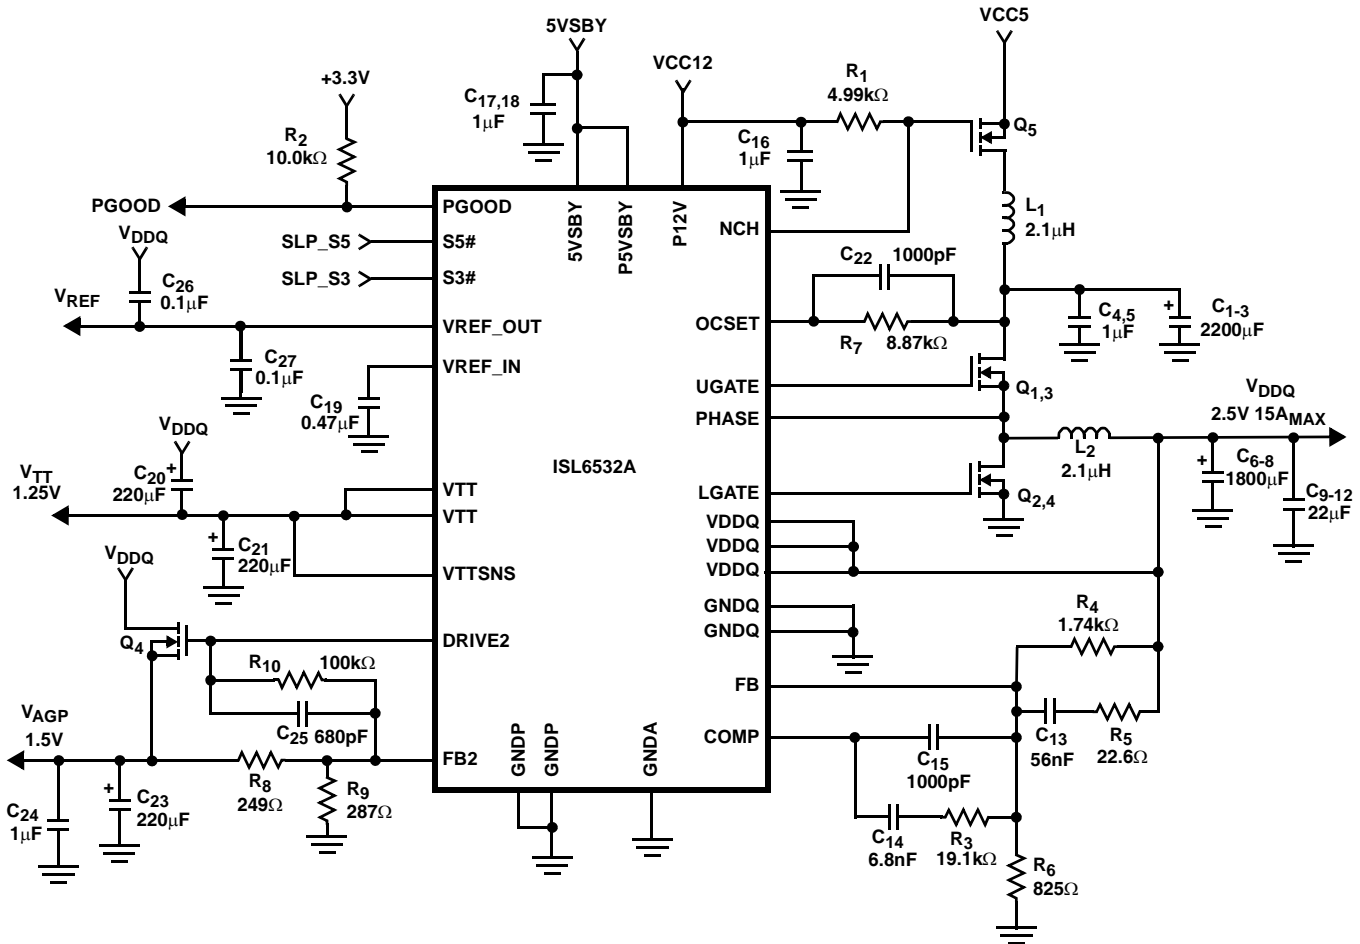 5VSBY
VCC5
VCC12
+3.3V
C17,18
1μF
R1
4.99kΩ
Q5
R2
10.0kΩ
C16
1μF
L1
2.1μH
PGOOD
PGOOD
5VSBY
P5VSBY
P12V
NCH
VDDQ
SLP_S5
S5#
SLP_S3
S3#
C22
1000pF
C26
0.1μF
VREF
VREF_OUT
OCSET
R7
8.87kΩ
C4,5
1μF
C1-3
+
2200μF
C27
0.1μF
VREF_IN
UGATE
Q1,3
C19
0.47μF
PHASE
VDDQ
2.5V 15AMAX
VDDQ
L2
2.1μH
ISL6532A
C20
+
220μF
VTT
1.25V
VTT
VTT
LGATE
Q2,4
C6-8
+
1800μF
C9-12
22μF
C21
+
220μF
VDDQ
VDDQ
VDDQ
VDDQ
VTTSNS
GNDQ
GNDQ
R4
1.74kΩ
Q4
DRIVE2
R10
100kΩ
C25
680pF
FB
C13
56nF
R5
22.6Ω
VAGP
1.5V
FB2
COMP
C15
1000pF
GNDP
GNDP
GNDA
R8
249Ω
R9
287Ω
C24
1μF
C23
+
220μF
C14
6.8nF
R3
19.1kΩ
R6
825Ω